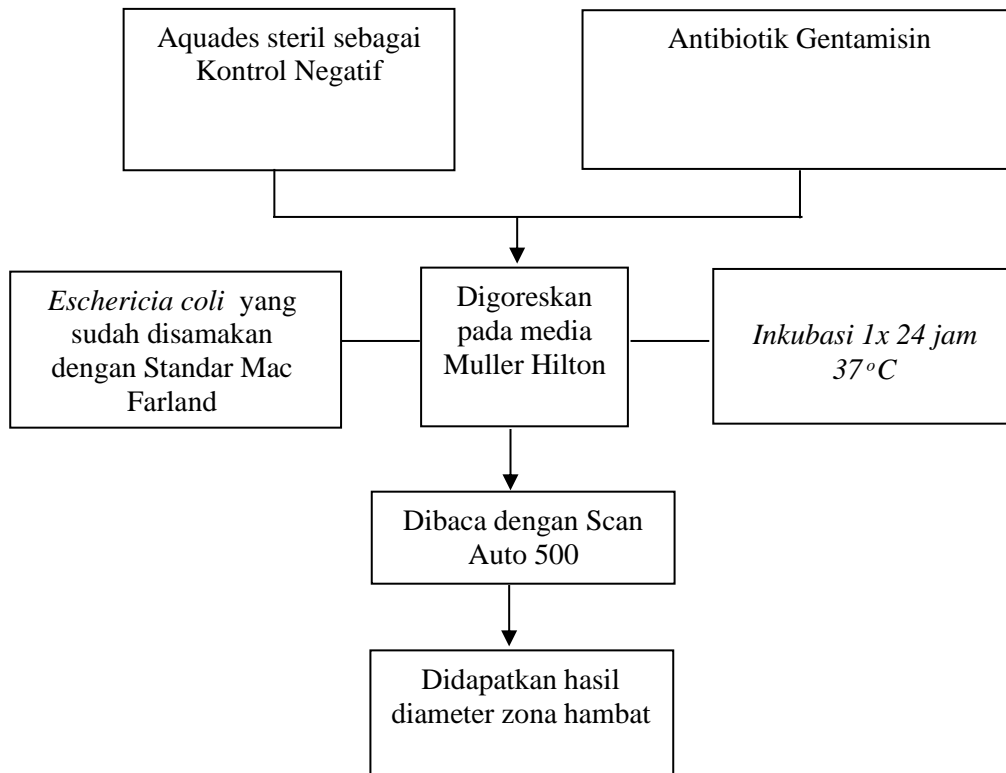 Aquades steril sebagai
Kontrol Negatif
Antibiotik Gentamisin
Eschericia coli yang
sudah disamakan
dengan Standar Mac
Farland
Digoreskan
pada media
Muller Hilton
Inkubasi 1x 24 jam
37 ᵒ C
Dibaca dengan Scan
Auto 500
Didapatkan hasil
diameter zona hambat